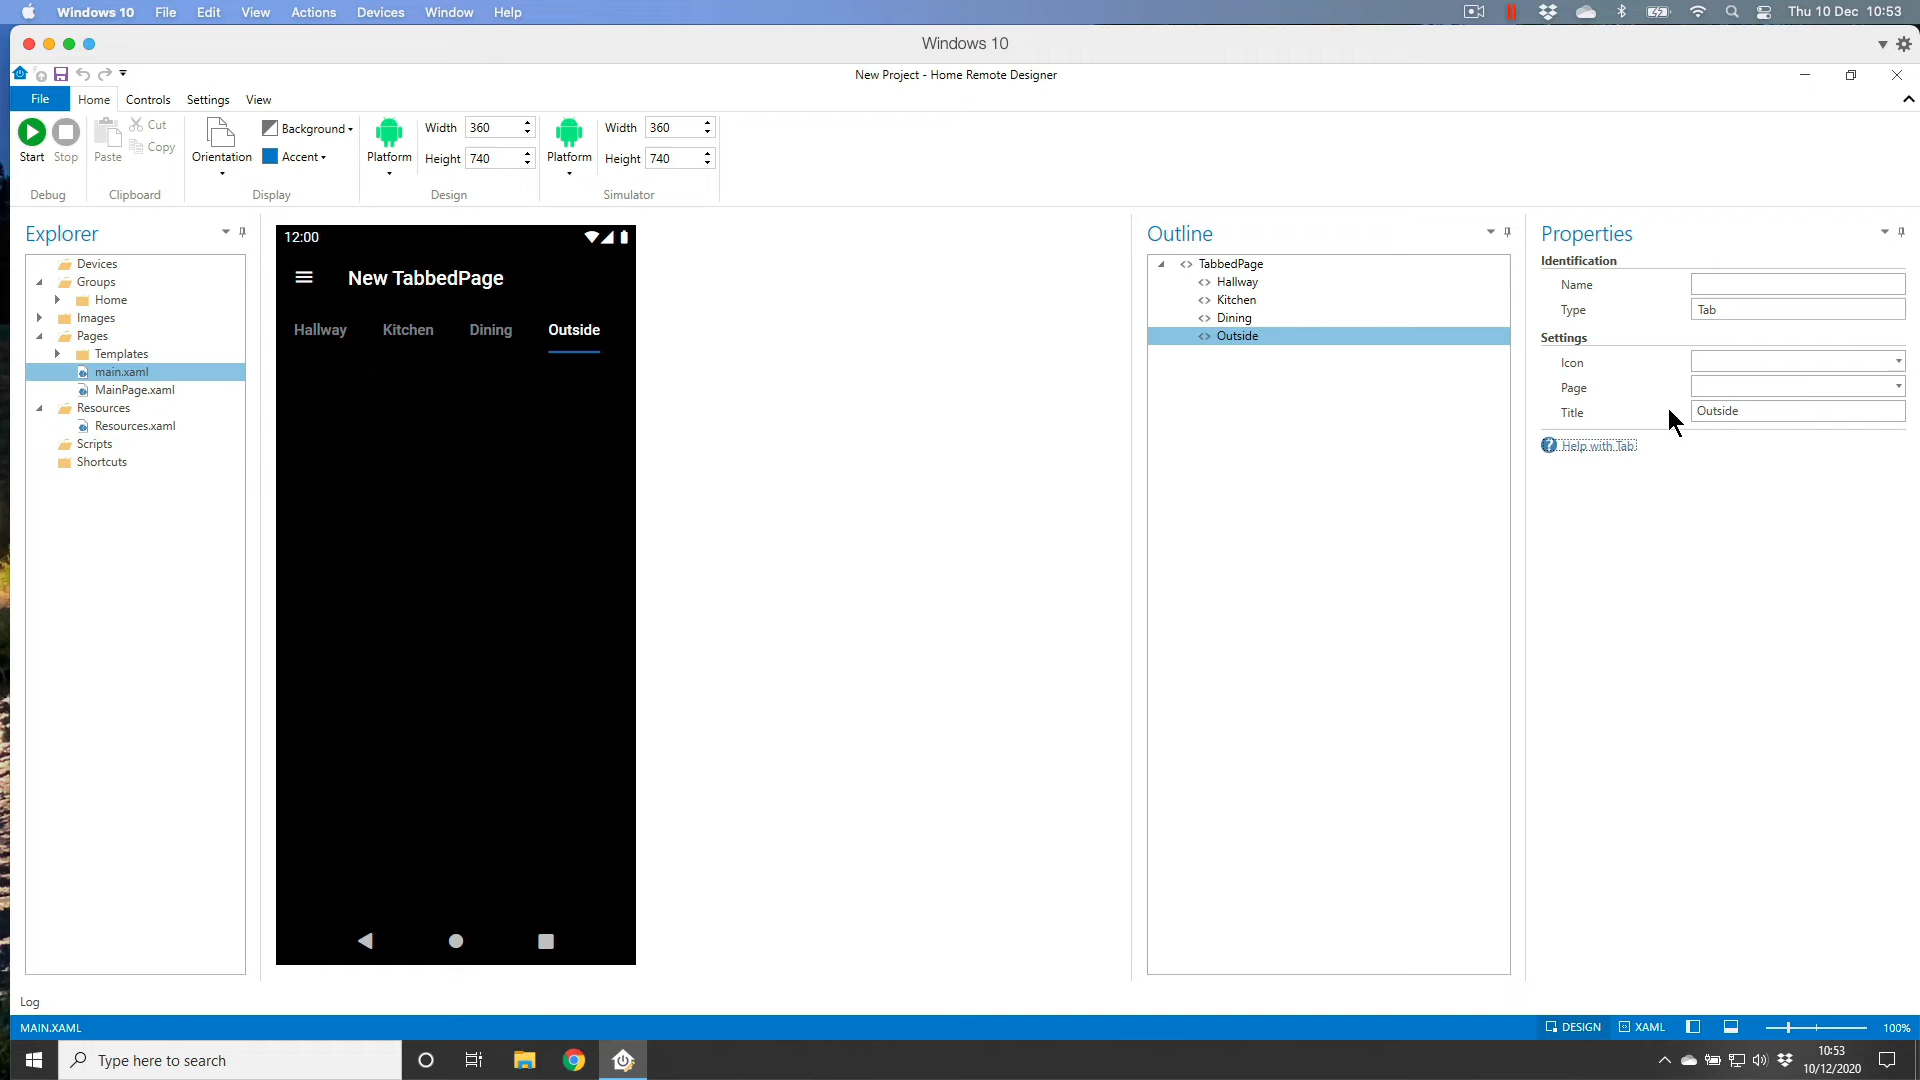 Windows 10 File Edit View Actions Devices Window Help Thu 10 Dec 10:53
Windows 10
New Project - Home Remote Designer
File Home Controls Settings View
Start Stop Paste Cut Copy Orientation Background Accent Platform Width 360 Height 740 Platform Width 360 Height 740
Debug Clipboard Display Design Simulator
Explorer
Devices
Groups
Home
Images
Pages
Templates
main.xaml
MainPage.xaml
Resources
Resources.xaml
Scripts
Shortcuts
12:00
New TabbedPage
Hallway Kitchen Dining Outside
Outline
TabbedPage
Hallway
Kitchen
Dining
Outside
Properties
Identification
Name
Type Tab
Settings
Icon
Page
Title Outside
? Help with Tab
Log
MAIN.XAML DESIGN XAML 100%
Type here to search
10:53
10/12/2020